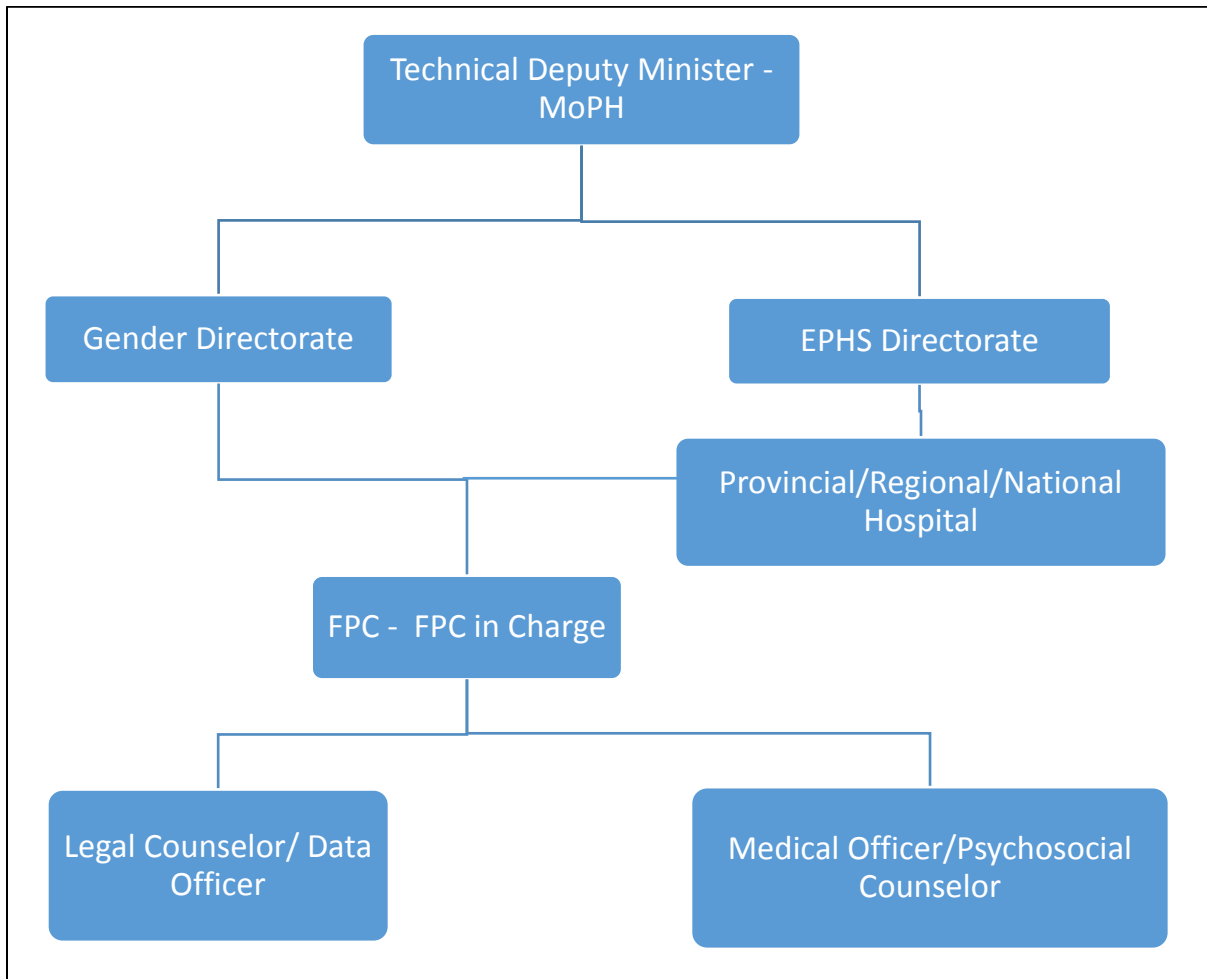 Technical Deputy Minister -
MoPH
Gender Directorate
EPHS Directorate
Provincial/Regional/National
Hospital
FPC -  FPC in Charge
Legal Counselor/ Data
Officer
Medical Officer/Psychosocial
Counselor